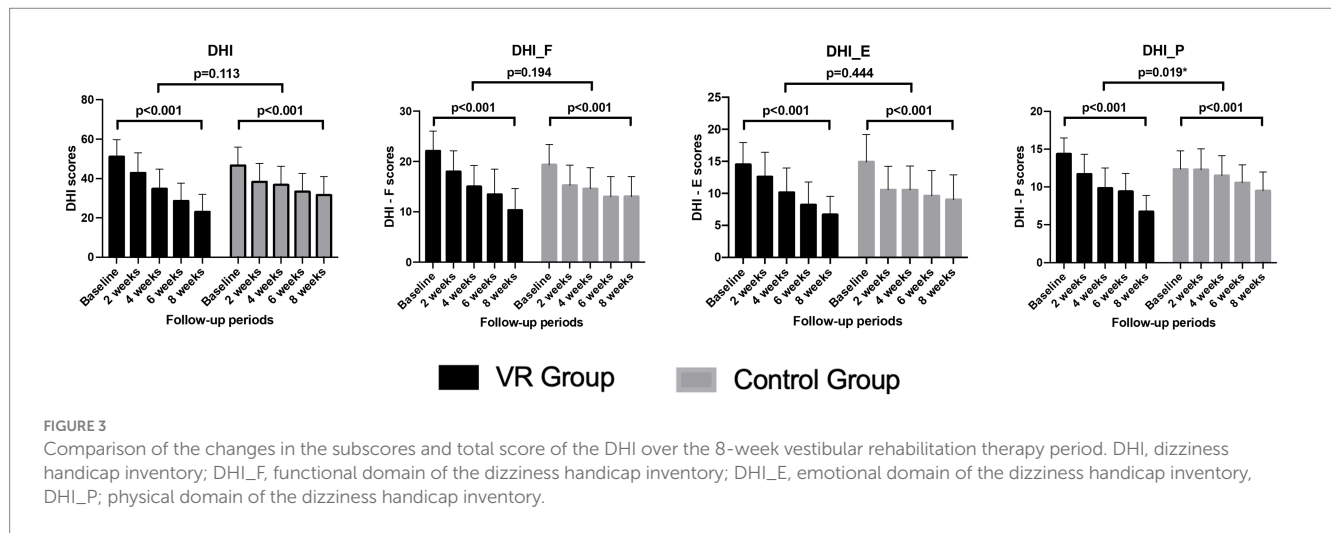 DHI
p=0.113
p<0.001
p<0.001
80
60
40
20
0
DHI scores
Baseline
2 weeks
4 weeks
6 weeks
8 weeks
Baseline
2 weeks
4 weeks
6 weeks
8 weeks
Follow-up periods
DHI_F
p=0.194
p<0.001
p<0.001
30
20
10
0
DHI - F scores
Baseline
2 weeks
4 weeks
6 weeks
8 weeks
Baseline
2 weeks
4 weeks
6 weeks
8 weeks
Follow-up periods
DHI_E
p=0.444
p<0.001
p<0.001
25
20
15
10
5
0
DHI - E scores
Baseline
2 weeks
4 weeks
6 weeks
8 weeks
Baseline
2 weeks
4 weeks
6 weeks
8 weeks
Follow-up periods
DHI_P
p=0.019*
p<0.001
p<0.001
20
15
10
5
0
DHI - P scores
Baseline
2 weeks
4 weeks
6 weeks
8 weeks
Baseline
2 weeks
4 weeks
6 weeks
8 weeks
Follow-up periods
VR Group
Control Group
FIGURE 3
Comparison of the changes in the subscores and total score of the DHI over the 8-week vestibular rehabilitation therapy period. DHI, dizziness
handicap inventory; DHI_F, functional domain of the dizziness handicap inventory; DHI_E, emotional domain of the dizziness handicap inventory,
DHI_P; physical domain of the dizziness handicap inventory.